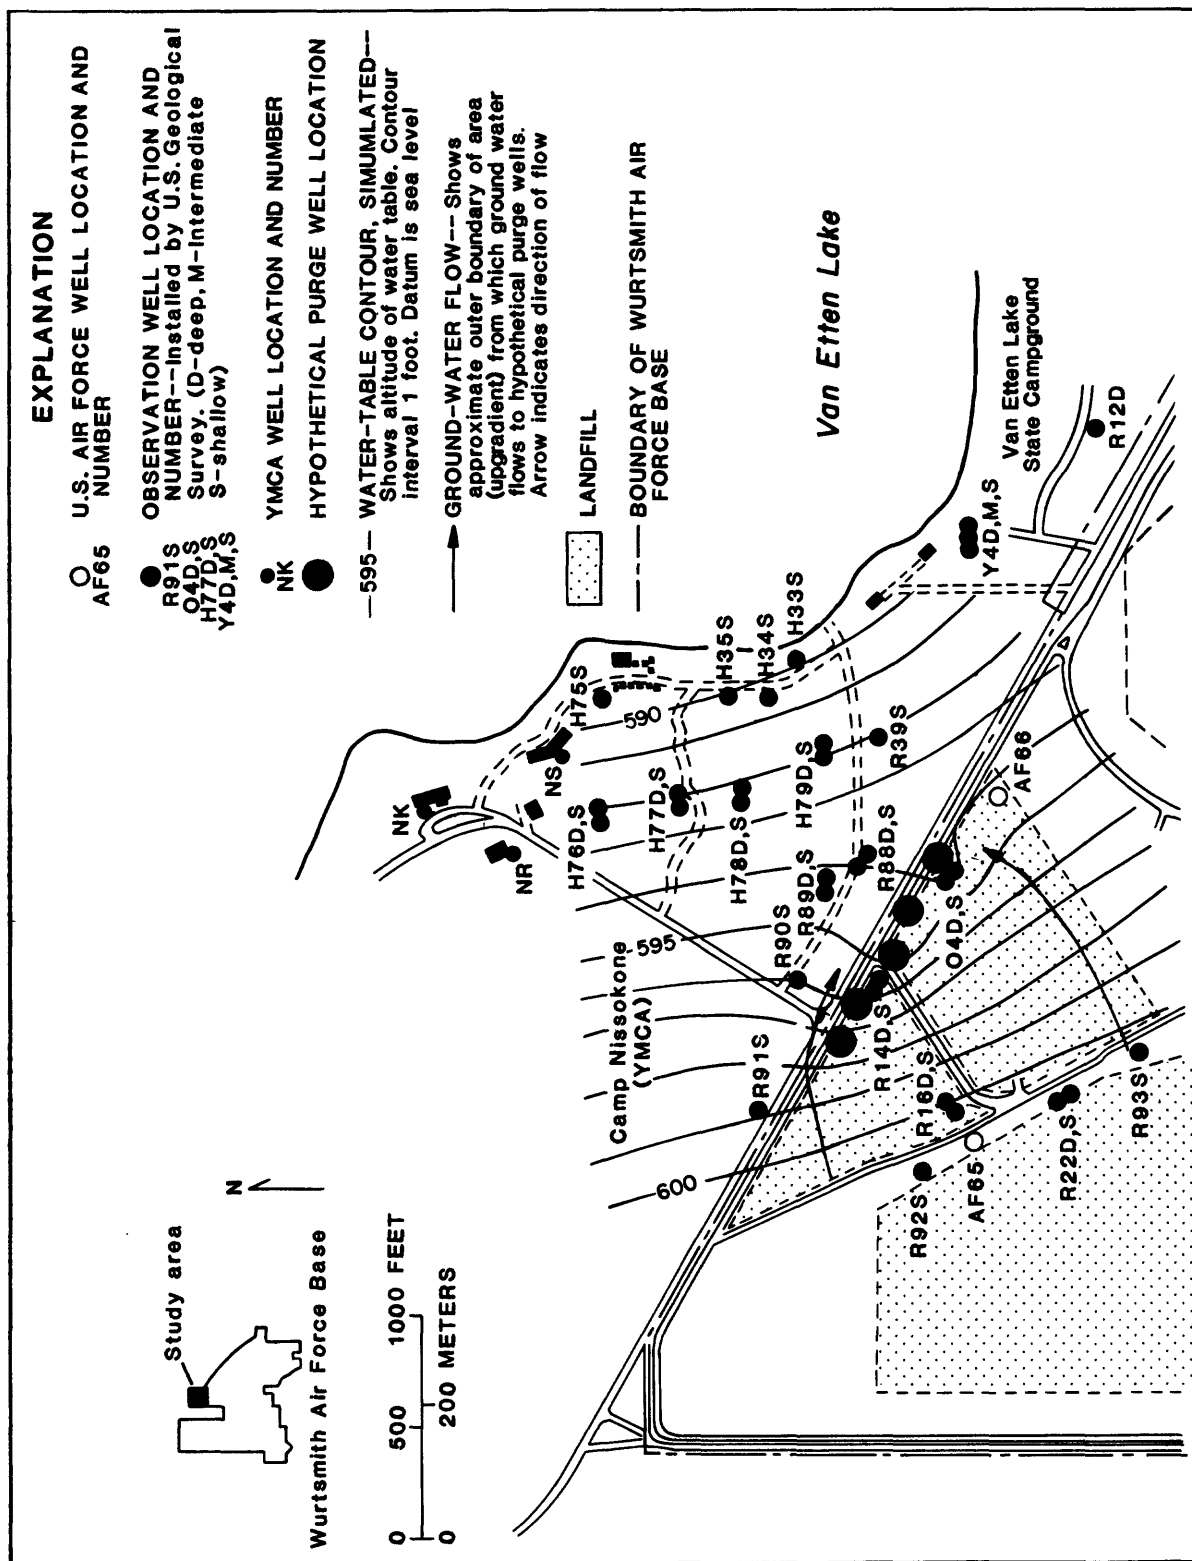 EXPLANATION
AF65
U.S. AIR FORCE WELL LOCATION AND
NUMBER
R91S
O4D,S
H77D,S
Y4D,M,S
OBSERVATION WELL LOCATION AND
NUMBER--Installed by U.S. Geological
Survey. (D-deep, M-Intermediate
S-shallow)
NK
YMCA WELL LOCATION AND NUMBER
HYPOTHETICAL PURGE WELL LOCATION
—595— WATER-TABLE CONTOUR, SIMUMLATED--
Shows altitude of water table. Contour
interval 1 foot. Datum is sea level
GROUND-WATER FLOW--Shows
approximate outer boundary of area
(upgradient) from which ground water
flows to hypothetical purge wells.
Arrow indicates direction of flow
LANDFILL
BOUNDARY OF WURTSMITH AIR
FORCE BASE
Study area
Wurtsmith Air Force Base
N
0 500 1000 FEET
0 200 METERS
Van Etten Lake
Van Etten Lake
State Campground
Camp Nissokone
(YMCA)
NK
NR
NS
H75S
H76D,S
H77D,S
H78D,S
H79D,S
H35S
H34S
H33S
R39S
R88D,S
R89D,S
R90S
R91S
590
595
600
R14D,S
O4D,S
AF66
R16D,S
R92S
AF65
R22D,S
R93S
Y4D,M,S
R12D